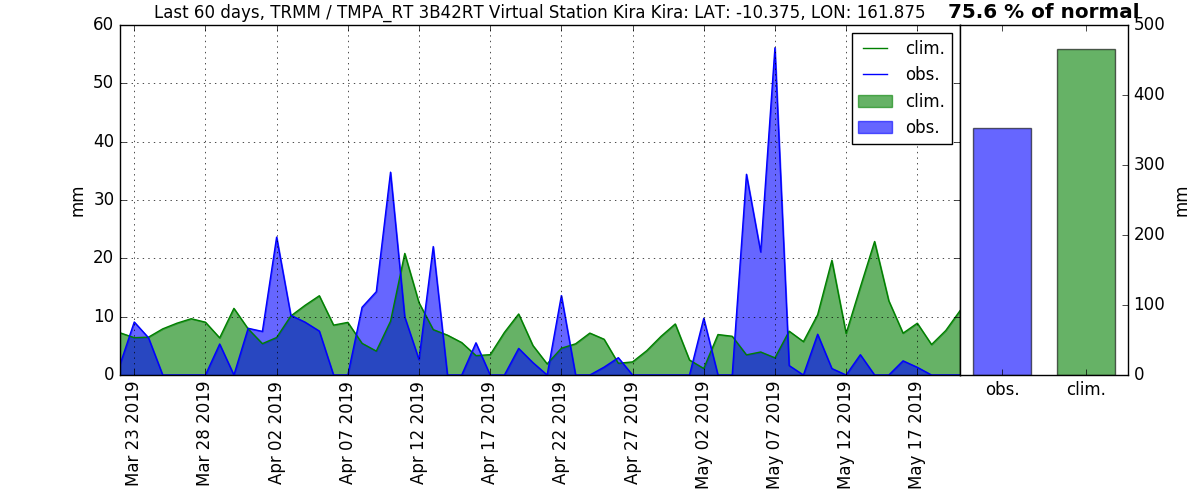 Last 60 days, TRMM / TMPA_RT 3B42RT Virtual Station Kira Kira: LAT: -10.375, LON: 161.875
75.6 % of normal
60
50
40
30
20
10
0
mm
clim.
obs.
clim.
obs.
500
400
300
200
100
0
mm
obs.
clim.
Mar 23 2019
Mar 28 2019
Apr 02 2019
Apr 07 2019
Apr 12 2019
Apr 17 2019
Apr 22 2019
Apr 27 2019
May 02 2019
May 07 2019
May 12 2019
May 17 2019